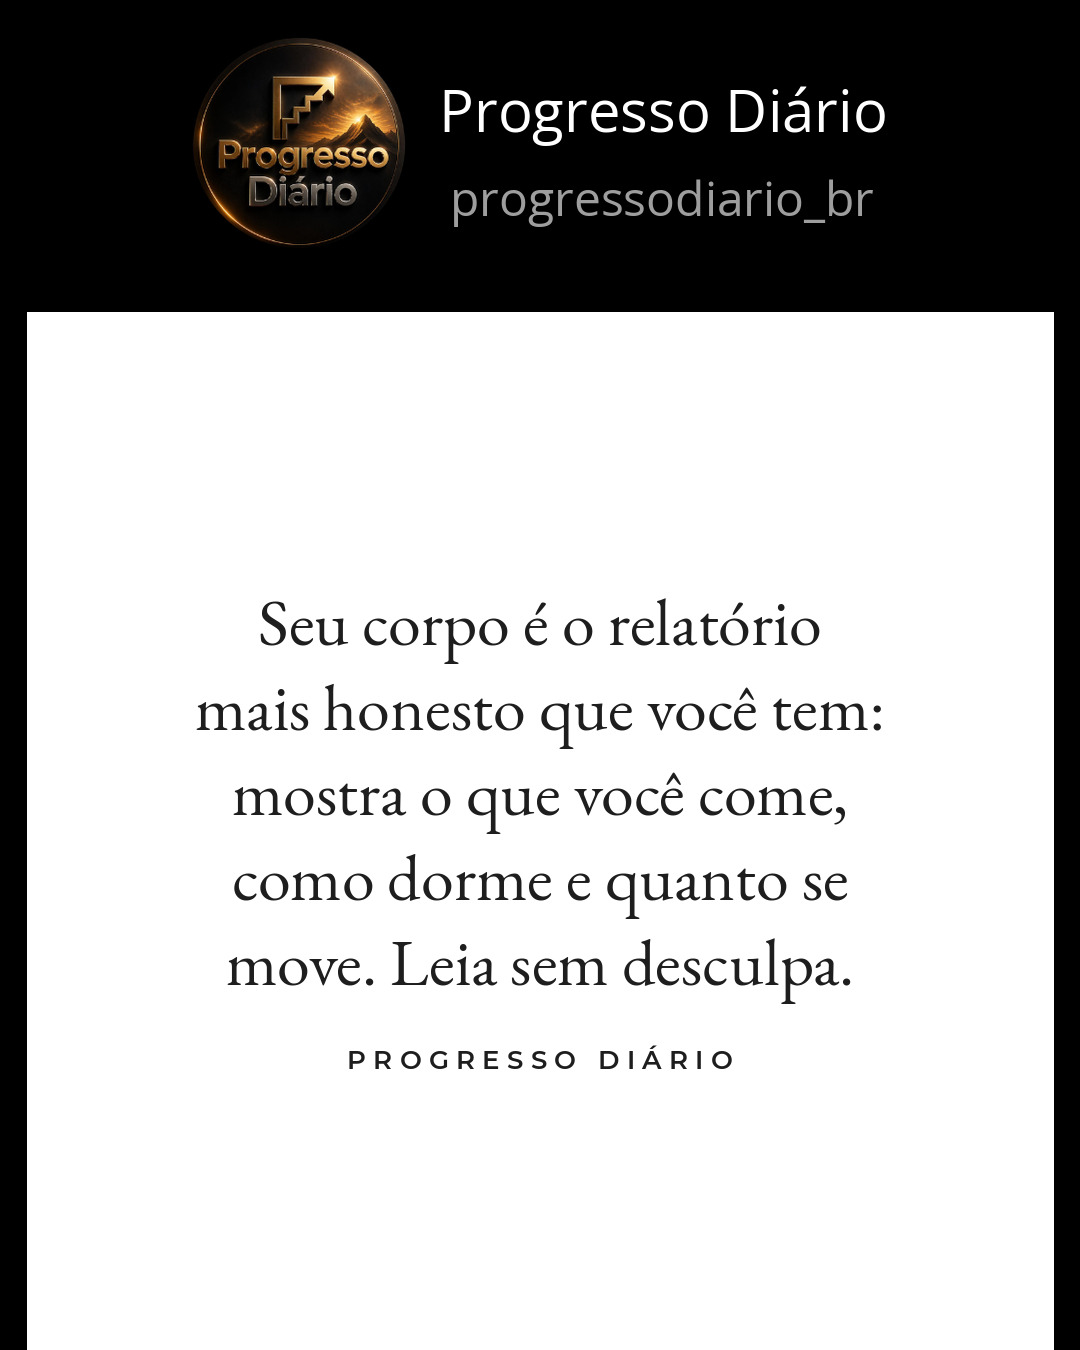 Progresso
Diário
Progresso Diário
progressodiario_br
Seu corpo é o relatório
mais honesto que você tem:
mostra o que você come,
como dorme e quanto se
move. Leia sem desculpa.
PROGRESSO DIÁRIO